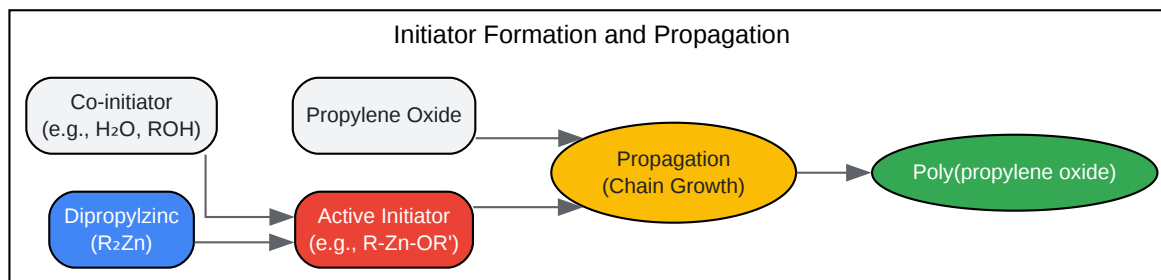 Initiator Formation and Propagation
Co-initiator
(e.g., H₂O, ROH)
Propylene Oxide
Propagation
(Chain Growth)
Poly(propylene oxide)
Dipropylzinc
(R₂Zn)
Active Initiator
(e.g., R-Zn-OR')